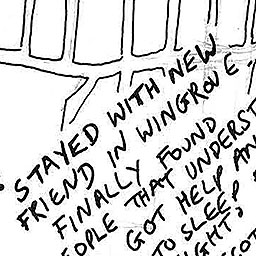 • STAYED WITH NEW
FRIEND IN WINGROVE
FINALLY FOUND
PEOPLE THAT UNDERST
GOT HELP AN
TO SLEEP